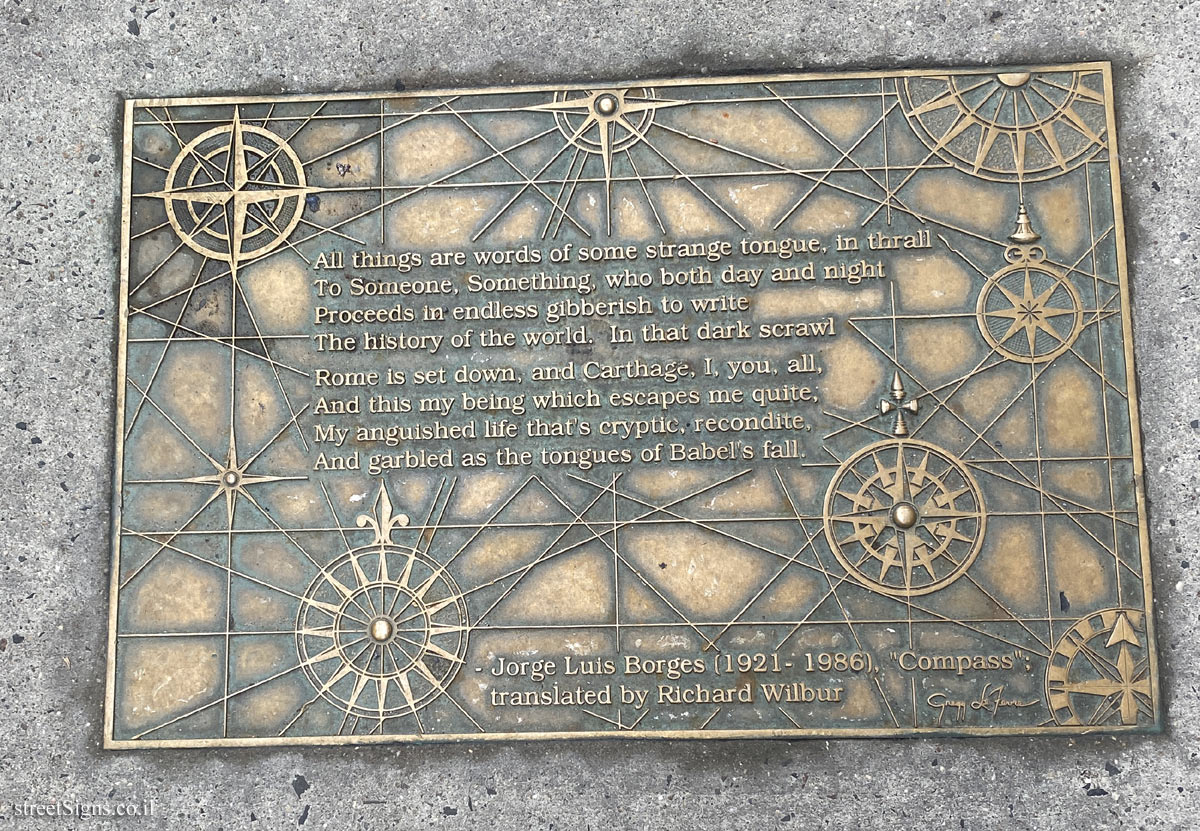 All things are words of some strange tongue, in thrall
To Someone, Something, who both day and night
Proceeds in endless gibberish to write
The history of the world. In that dark scrawl
Rome is set down, and Carthage, I, you, all,
And this my being which escapes me quite,
My anguished life that's cryptic, recondite,
And garbled as the tongues of Babel's fall.
- Jorge Luis Borges (1921- 1986), "Compass";
translated by Richard Wilbur
Gregg LeFevre
streetSigns.co.il